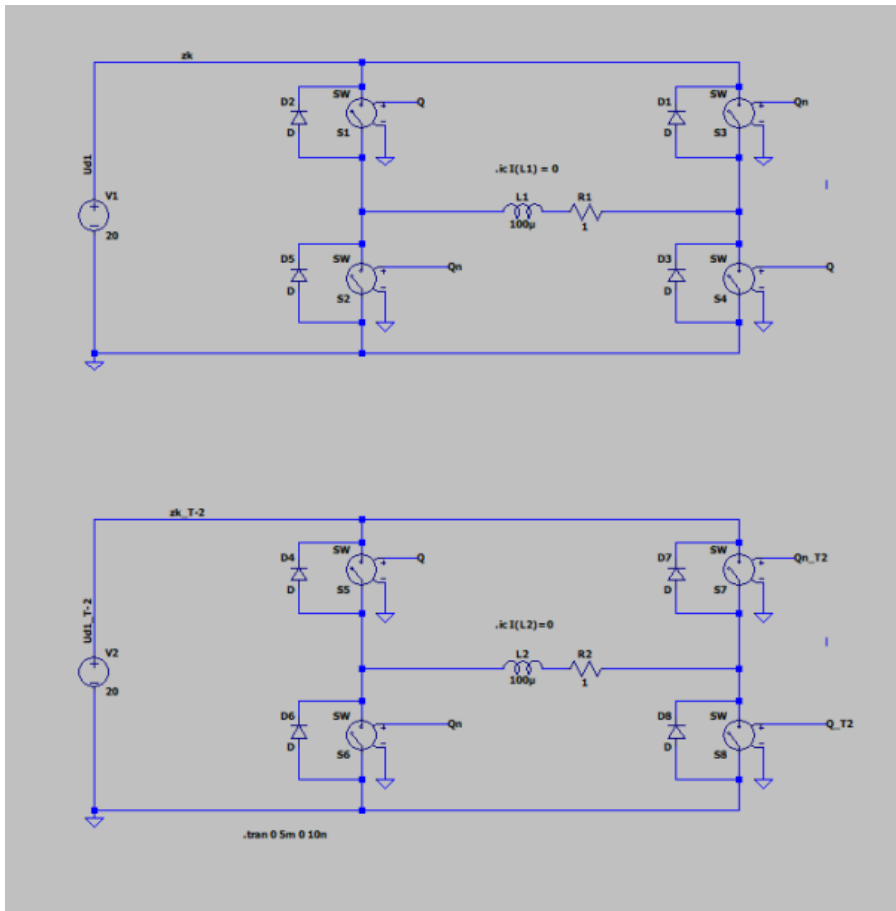 zk
D2 SW Q D1 SW Qn
D S1 D S3
Ud1
.ic I(L1) = 0
V1 L1 R1
20 100µ 1
D5 SW Qn D3 SW Q
D S2 D S4
zk_T-2
D4 SW Q D7 SW Qn_T2
D S5 D S7
Ud1_T-2
.ic I(L2)=0
V2 L2 R2
20 100µ 1
D6 SW Qn D8 SW Q_T2
D S6 D S8
.tran 0 5m 0 10n